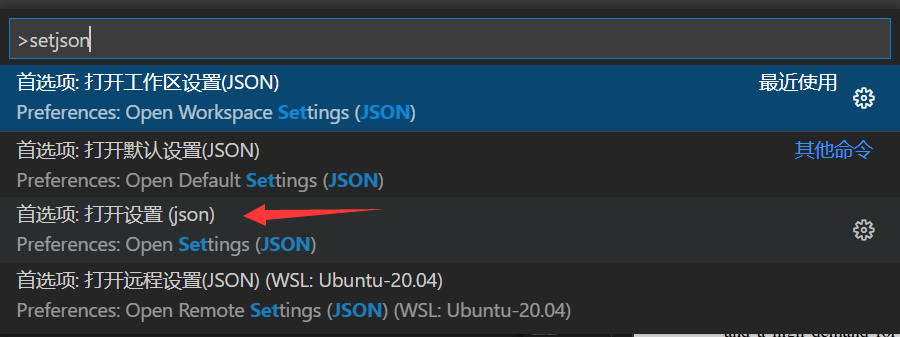 >setjson
首选项: 打开工作区设置(JSON) 最近使用
Preferences: Open Workspace Settings (JSON)
首选项: 打开默认设置(JSON) 其他命令
Preferences: Open Default Settings (JSON)
首选项: 打开设置 (json)
Preferences: Open Settings (JSON)
首选项: 打开远程设置(JSON) (WSL: Ubuntu-20.04)
Preferences: Open Remote Settings (JSON) (WSL: Ubuntu-20.04)